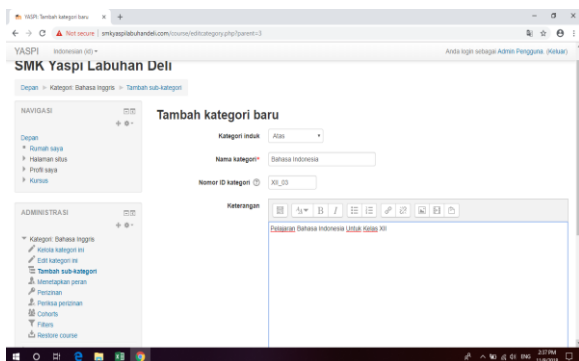 YASPI: Tambah kategori baru
Not secure | smkyaspilabuhandeli.com/course/editcategory.php?parent=3
YASPI Indonesian (id)
Anda login sebagai Admin Pengguna (Keluar)
SMK Yaspi Labuhan Deli
Depan Kategori: Bahasa Inggris Tambah sub-kategori
NAVIGASI
Depan
Rumah saya
Halaman situs
Profil saya
Kursus
ADMINISTRASI
Kategori: Bahasa Inggris
Kelola kategori ini
Edit kategori ini
Tambah sub-kategori
Menetapkan peran
Perizinan
Periksa perizinan
Cohorts
Filters
Restore course
Tambah kategori baru
Kategori induk Atas
Nama kategori* Bahasa Indonesia
Nomor ID kategori XII_03
Keterangan
B I
Pelajaran Bahasa Indonesia Untuk Kelas XII
ENG
2:07 PM